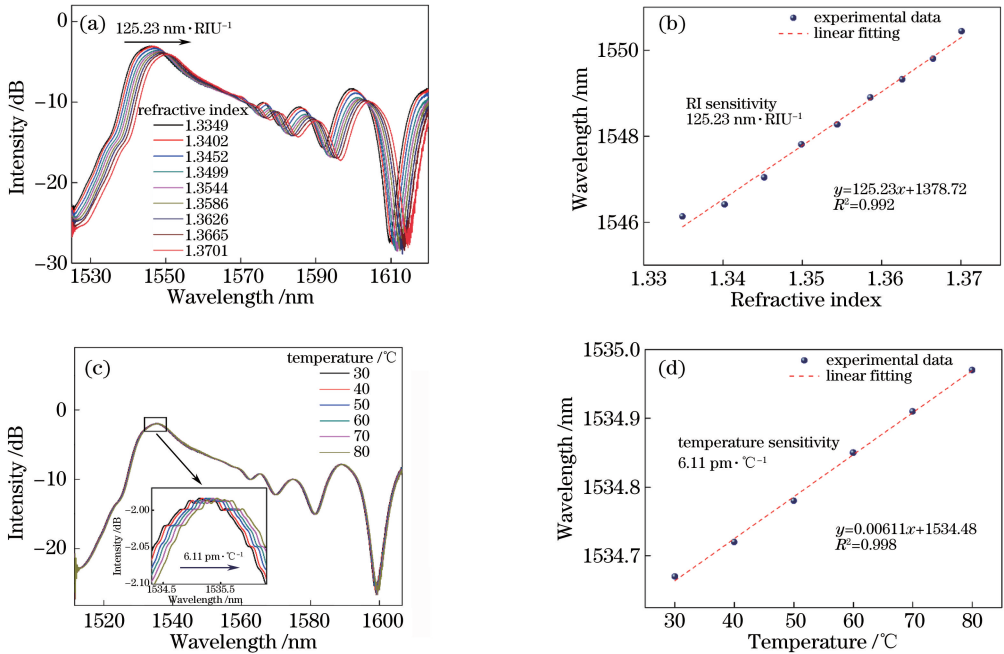 (a)
125.23 nm·RIU⁻¹
0
−10
−20
−30
Intensity /dB
refractive index
1.3349
1.3402
1.3452
1.3499
1.3544
1.3586
1.3626
1.3665
1.3701
1530
1550
1570
1590
1610
Wavelength /nm
(b)
experimental data
linear fitting
1550
1548
1546
Wavelength /nm
RI sensitivity
125.23 nm·RIU⁻¹
y=125.23x+1378.72
R²=0.992
1.33
1.34
1.35
1.36
1.37
Refractive index
(c)
temperature /℃
30
40
50
60
70
80
0
−10
−20
Intensity /dB
−2.00
−2.05
−2.10
Intensity /dB
6.11 pm·℃⁻¹
1534.5
1535.5
Wavelength /nm
1520
1540
1560
1580
1600
Wavelength /nm
(d)
experimental data
linear fitting
1535.0
1534.9
1534.8
1534.7
Wavelength /nm
temperature sensitivity
6.11 pm·℃⁻¹
y=0.00611x+1534.48
R²=0.998
30
40
50
60
70
80
Temperature /℃